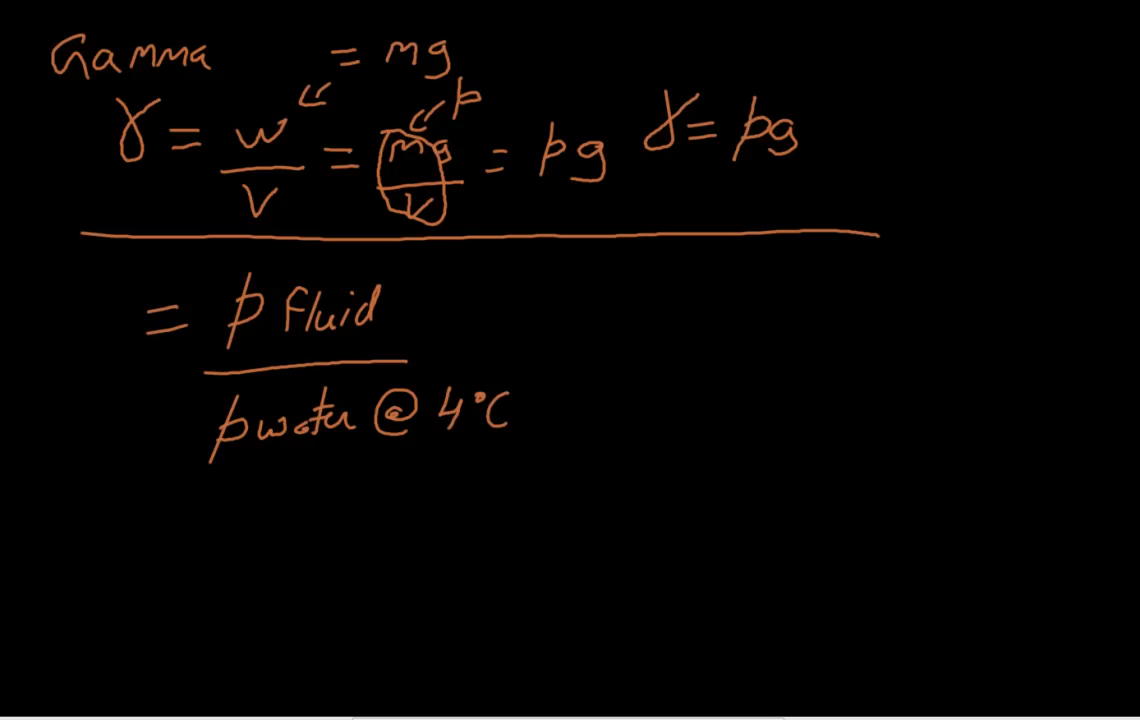 Gamma = mg
γ = w/V = mg/V = ρg γ = ρg
ρ
= ρ fluid
ρ water @ 4°C